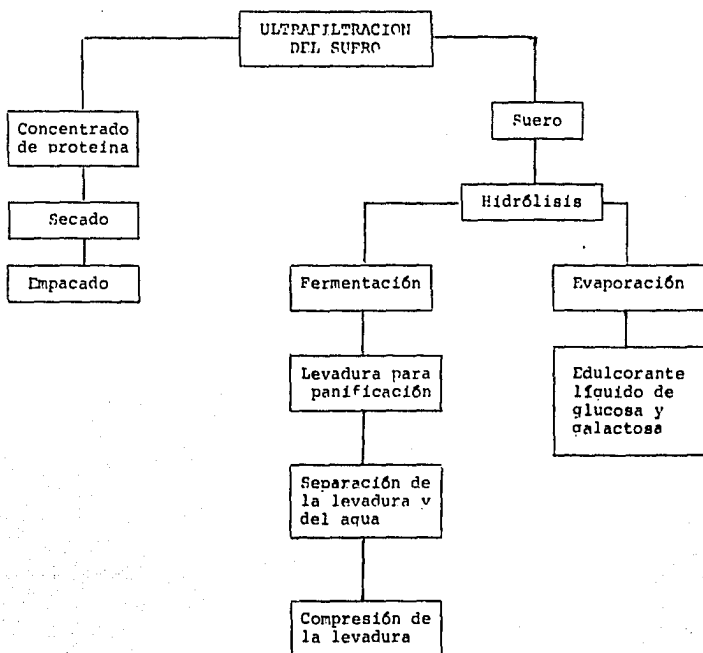 ULTRAFILTRACION
DEL SUERO
Concentrado
de proteína
Secado
Empacado
Suero
Hidrólisis
Fermentación
Levadura para
panificación
Separación de
la levadura y
del agua
Compresión de
la levadura
Evaporación
Edulcorante
líquido de
glucosa y
galactosa